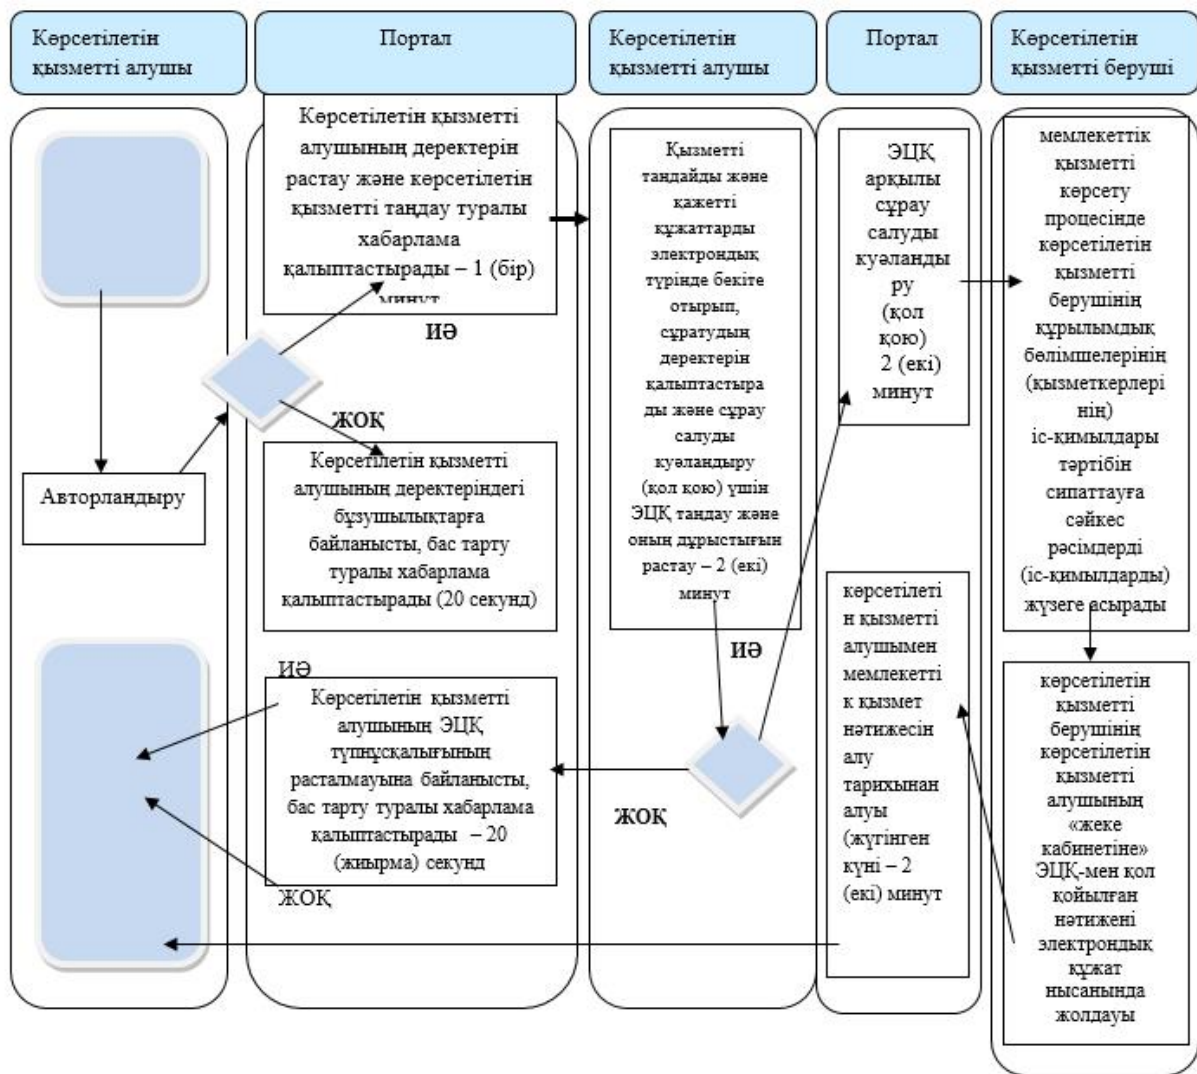 Көрсетілетін
қызметті алушы
Портал
Көрсетілетін
қызметті алушы
Портал
Көрсетілетін
қызметті беруші
Авторландыру
Көрсетілетін қызметті
алушының деректерін
растау және көрсетілетін
қызметті таңдау туралы
хабарлама
қалыптастырады – 1 (бір)
минут
ИӘ
ЖОҚ
Көрсетілетін қызметті
алушының деректеріндегі
бұзушылықтарға
байланысты, бас тарту
туралы хабарлама
қалыптастырады (20 секунд)
ИӘ
Көрсетілетін қызметті
алушының ЭЦҚ
түпнұсқалығының
расталмауына байланысты,
бас тарту туралы хабарлама
қалыптастырады – 20
(жиырма) секунд
ЖОҚ
Қызметті
таңдайды және
қажетті
құжаттарды
электрондық
түрінде бекіте
отырып,
сұратудың
деректерін
қалыптастыра
ды және сұрау
салуды
куәландыру
(қол қою) үшін
ЭЦҚ таңдау және
оның дұрыстығын
растау – 2 (екі)
минут
ИӘ
ЖОҚ
ЭЦҚ
арқылы
сұрау
салуды
куәланды
ру
(қол
қою)
2 (екі)
минут
көрсетілеті
н қызметті
алушымен
мемлекетті
к қызмет
нәтижесін
алу
тарихынан
алуы
(жүгінген
күні – 2
(екі) минут
мемлекеттік
қызметті
көрсету
процесінде
көрсетілетін
қызметті
берушінің
құрылымдық
бөлімшелерінің
(қызметкерлері
нің)
іс-қимылдары
тәртібін
сипаттауға
сәйкес
рәсімдерді
(іс-қимылдарды)
жүзеге асырады
көрсетілетін
қызметті
берушінің
көрсетілетін
қызметті
алушының
«жеке
кабинетіне»
ЭЦҚ-мен қол
қойылған
нәтижені
электрондық
құжат
нысанында
жолдауы